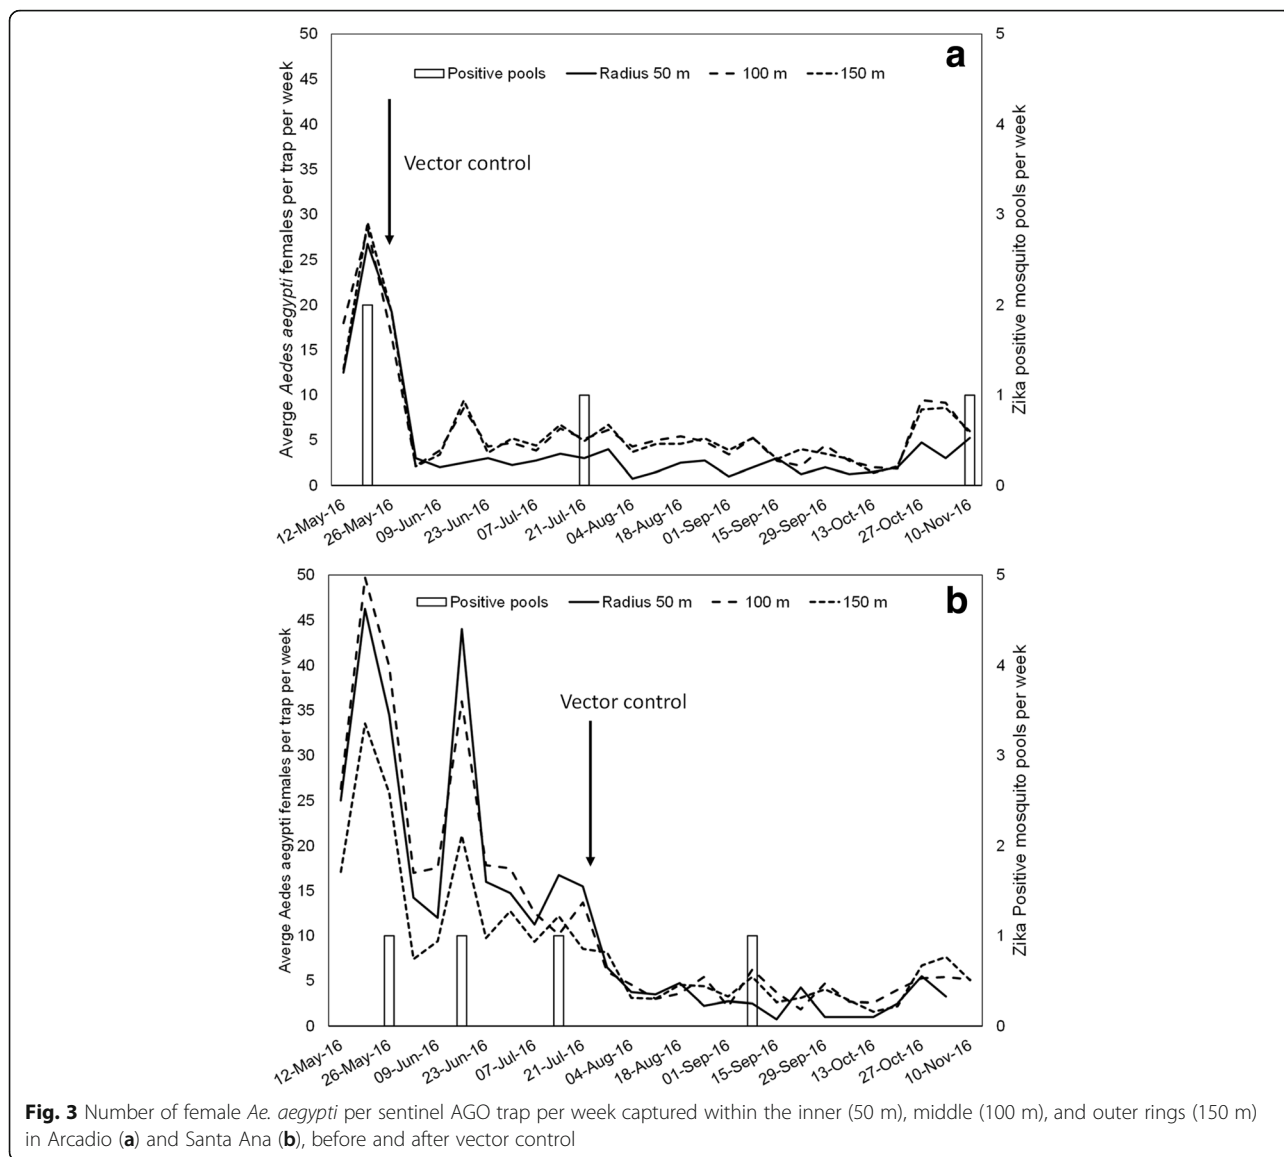 a
Positive pools Radius 50 m 100 m 150 m
Vector control
Averge Aedes aegypti females per trap per week
50
45
40
35
30
25
20
15
10
5
0
Zika positive mosquito pools per week
5
4
3
2
1
0
12-May-16 26-May-16 09-Jun-16 23-Jun-16 07-Jul-16 21-Jul-16 04-Aug-16 18-Aug-16 01-Sep-16 15-Sep-16 29-Sep-16 13-Oct-16 27-Oct-16 10-Nov-16
b
Positive pools Radius 50 m 100 m 150 m
Vector control
Averge Aedes aegypti females per trap per week
50
45
40
35
30
25
20
15
10
5
0
Zika Positive mosquito pools per week
5
4
3
2
1
0
12-May-16 26-May-16 09-Jun-16 23-Jun-16 07-Jul-16 21-Jul-16 04-Aug-16 18-Aug-16 01-Sep-16 15-Sep-16 29-Sep-16 13-Oct-16 27-Oct-16 10-Nov-16
Fig. 3 Number of female Ae. aegypti per sentinel AGO trap per week captured within the inner (50 m), middle (100 m), and outer rings (150 m)
in Arcadio (a) and Santa Ana (b), before and after vector control